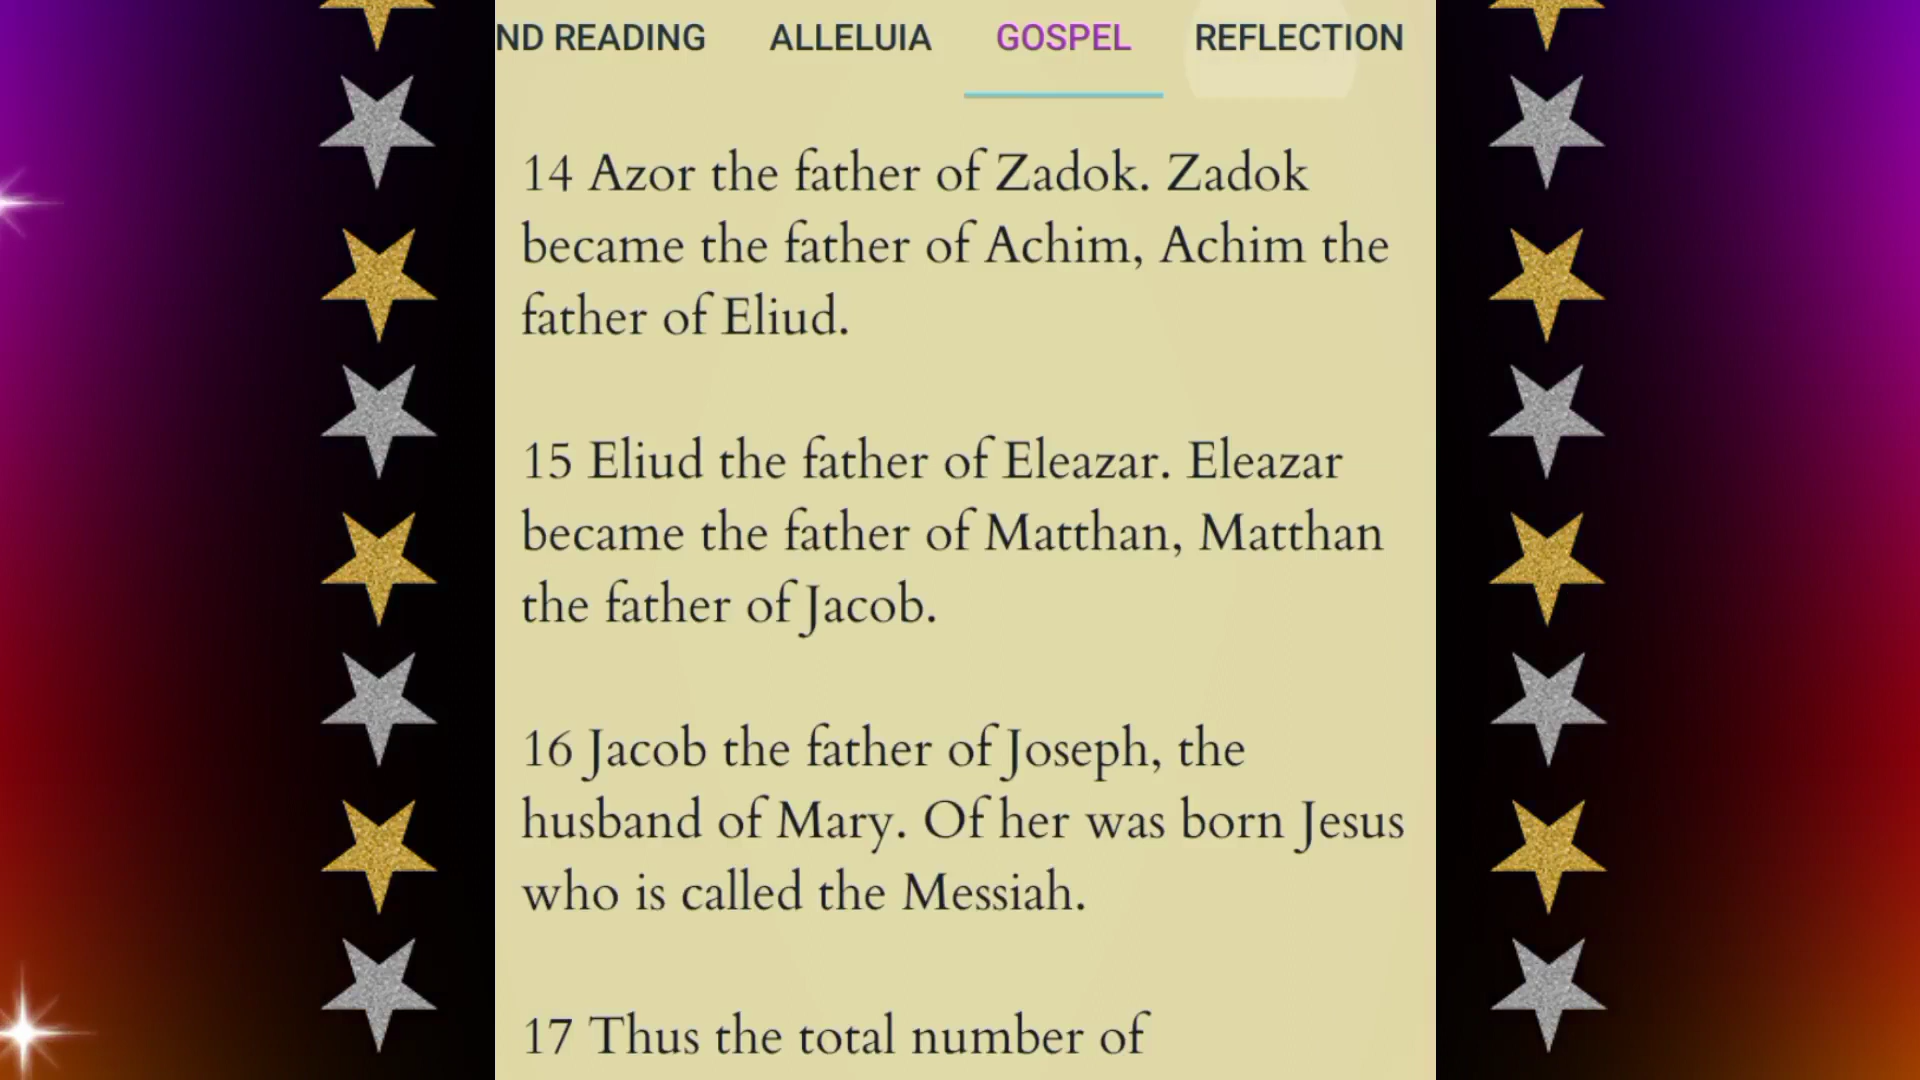 ND READING ALLELUIA GOSPEL REFLECTION
14 Azor the father of Zadok. Zadok
became the father of Achim, Achim the
father of Eliud.
15 Eliud the father of Eleazar. Eleazar
became the father of Matthan, Matthan
the father of Jacob.
16 Jacob the father of Joseph, the
husband of Mary. Of her was born Jesus
who is called the Messiah.
17 Thus the total number of